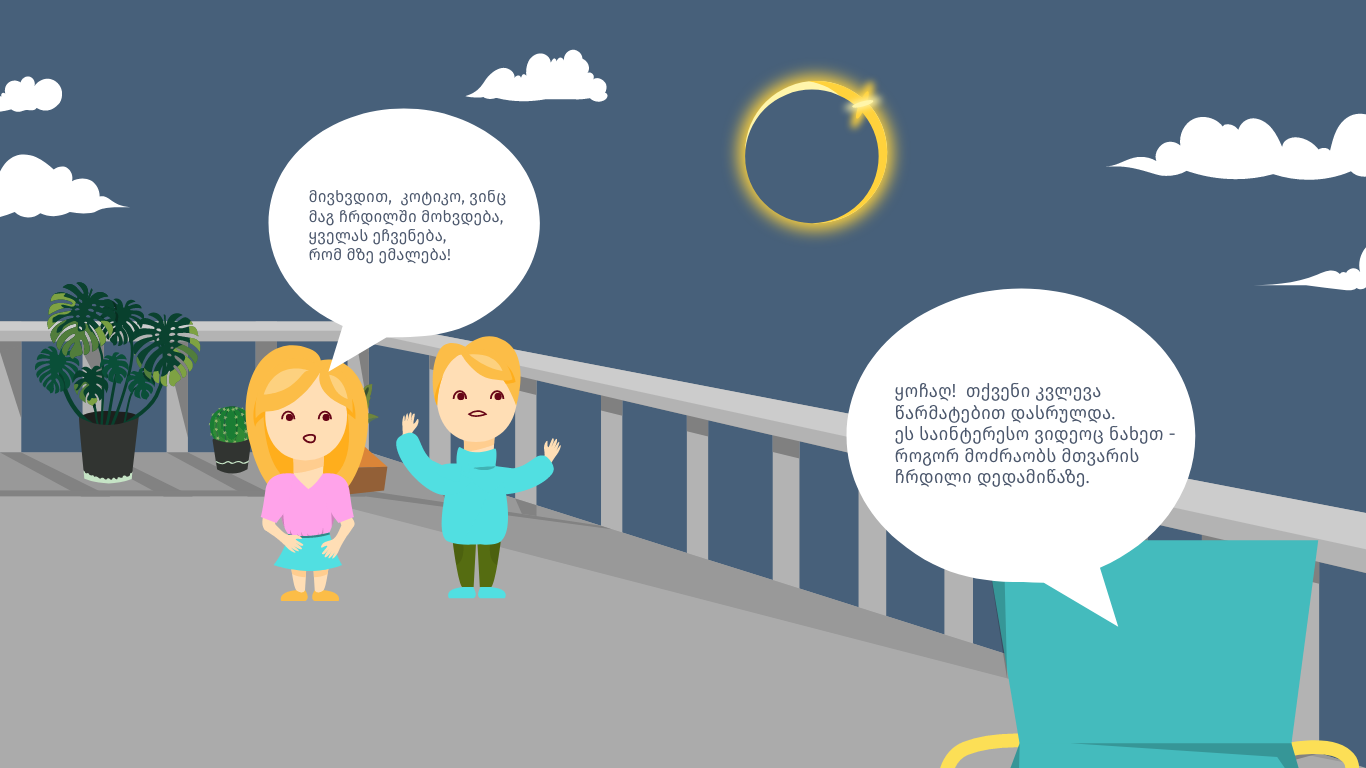 მივხვდით,  კოტიკო, ვინც
მაგ ჩრდილში მოხვდება,
ყველას ეჩვენება,
რომ მზე ემალება!
ყოჩაღ!  თქვენი კვლევა
წარმატებით დასრულდა.
ეს საინტერესო ვიდეოც ნახეთ -
როგორ მოძრაობს მთვარის
ჩრდილი დედამიწაზე.